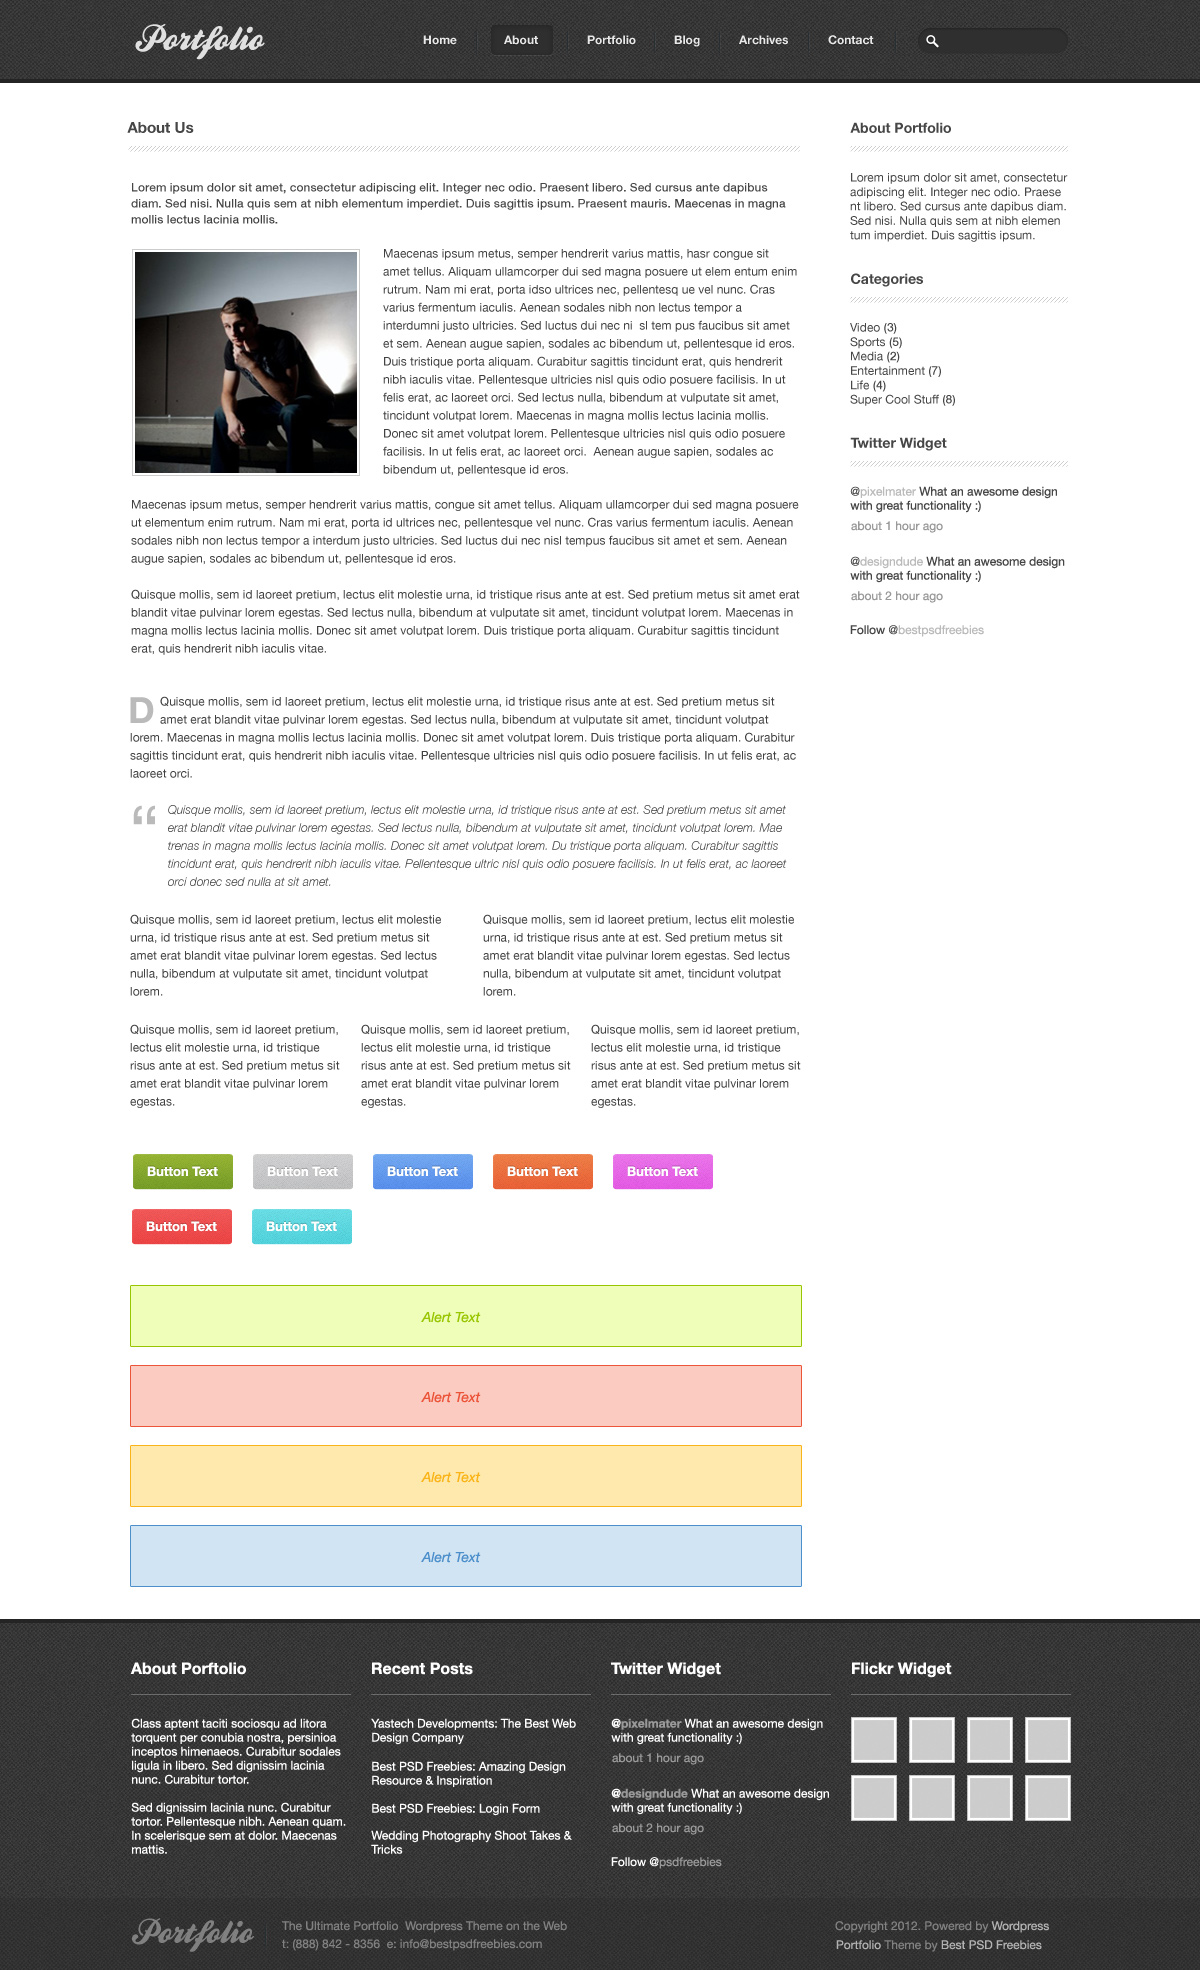 Portfolio
Home
About
Portfolio
Blog
Archives
Contact
About Us
Lorem ipsum dolor sit amet, consectetur adipiscing elit. Integer nec odio. Praesent libero. Sed cursus ante dapibus
diam. Sed nisi. Nulla quis sem at nibh elementum imperdiet. Duis sagittis ipsum. Praesent mauris. Maecenas in magna
mollis lectus lacinia mollis.
Maecenas ipsum metus, semper hendrerit varius mattis, hasr congue sit
amet tellus. Aliquam ullamcorper dui sed magna posuere ut elem entum enim
rutrum. Nam mi erat, porta idso ultrices nec, pellentesq ue vel nunc. Cras
varius fermentum iaculis. Aenean sodales nibh non lectus tempor a
interdumni justo ultricies. Sed luctus dui nec ni  sl tem pus faucibus sit amet
et sem. Aenean augue sapien, sodales ac bibendum ut, pellentesque id eros.
Duis tristique porta aliquam. Curabitur sagittis tincidunt erat, quis hendrerit
nibh iaculis vitae. Pellentesque ultricies nisl quis odio posuere facilisis. In ut
felis erat, ac laoreet orci. Sed lectus nulla, bibendum at vulputate sit amet,
tincidunt volutpat lorem. Maecenas in magna mollis lectus lacinia mollis.
Donec sit amet volutpat lorem. Pellentesque ultricies nisl quis odio posuere
facilisis. In ut felis erat, ac laoreet orci.  Aenean augue sapien, sodales ac
bibendum ut, pellentesque id eros.
Maecenas ipsum metus, semper hendrerit varius mattis, congue sit amet tellus. Aliquam ullamcorper dui sed magna posuere
ut elementum enim rutrum. Nam mi erat, porta id ultrices nec, pellentesque vel nunc. Cras varius fermentum iaculis. Aenean
sodales nibh non lectus tempor a interdum justo ultricies. Sed luctus dui nec nisl tempus faucibus sit amet et sem. Aenean
augue sapien, sodales ac bibendum ut, pellentesque id eros.
Quisque mollis, sem id laoreet pretium, lectus elit molestie urna, id tristique risus ante at est. Sed pretium metus sit amet erat
blandit vitae pulvinar lorem egestas. Sed lectus nulla, bibendum at vulputate sit amet, tincidunt volutpat lorem. Maecenas in
magna mollis lectus lacinia mollis. Donec sit amet volutpat lorem. Duis tristique porta aliquam. Curabitur sagittis tincidunt
erat, quis hendrerit nibh iaculis vitae.
D Quisque mollis, sem id laoreet pretium, lectus elit molestie urna, id tristique risus ante at est. Sed pretium metus sit
amet erat blandit vitae pulvinar lorem egestas. Sed lectus nulla, bibendum at vulputate sit amet, tincidunt volutpat
lorem. Maecenas in magna mollis lectus lacinia mollis. Donec sit amet volutpat lorem. Duis tristique porta aliquam. Curabitur
sagittis tincidunt erat, quis hendrerit nibh iaculis vitae. Pellentesque ultricies nisl quis odio posuere facilisis. In ut felis erat, ac
laoreet orci.
“ Quisque mollis, sem id laoreet pretium, lectus elit molestie urna, id tristique risus ante at est. Sed pretium metus sit amet
erat blandit vitae pulvinar lorem egestas. Sed lectus nulla, bibendum at vulputate sit amet, tincidunt volutpat lorem. Mae
trenas in magna mollis lectus lacinia mollis. Donec sit amet volutpat lorem. Du tristique porta aliquam. Curabitur sagittis
tincidunt erat, quis hendrerit nibh iaculis vitae. Pellentesque ultric nisl quis odio posuere facilisis. In ut felis erat, ac laoreet
orci donec sed nulla at sit amet.
Quisque mollis, sem id laoreet pretium, lectus elit molestie
urna, id tristique risus ante at est. Sed pretium metus sit
amet erat blandit vitae pulvinar lorem egestas. Sed lectus
nulla, bibendum at vulputate sit amet, tincidunt volutpat
lorem.
Quisque mollis, sem id laoreet pretium, lectus elit molestie
urna, id tristique risus ante at est. Sed pretium metus sit
amet erat blandit vitae pulvinar lorem egestas. Sed lectus
nulla, bibendum at vulputate sit amet, tincidunt volutpat
lorem.
Quisque mollis, sem id laoreet pretium,
lectus elit molestie urna, id tristique
risus ante at est. Sed pretium metus sit
amet erat blandit vitae pulvinar lorem
egestas.
Quisque mollis, sem id laoreet pretium,
lectus elit molestie urna, id tristique
risus ante at est. Sed pretium metus sit
amet erat blandit vitae pulvinar lorem
egestas.
Quisque mollis, sem id laoreet pretium,
lectus elit molestie urna, id tristique
risus ante at est. Sed pretium metus sit
amet erat blandit vitae pulvinar lorem
egestas.
Button Text
Button Text
Button Text
Button Text
Button Text
Button Text
Button Text
Alert Text
Alert Text
Alert Text
Alert Text
About Portfolio
Lorem ipsum dolor sit amet, consectetur
adipiscing elit. Integer nec odio. Praese
nt libero. Sed cursus ante dapibus diam.
Sed nisi. Nulla quis sem at nibh elemen
tum imperdiet. Duis sagittis ipsum.
Categories
Video (3)
Sports (5)
Media (2)
Entertainment (7)
Life (4)
Super Cool Stuff (8)
Twitter Widget
@pixelmater What an awesome design
with great functionality :)
about 1 hour ago
@designdude What an awesome design
with great functionality :)
about 2 hour ago
Follow @bestpsdfreebies
About Porftolio
Class aptent taciti sociosqu ad litora
torquent per conubia nostra, persinioa
inceptos himenaeos. Curabitur sodales
ligula in libero. Sed dignissim lacinia
nunc. Curabitur tortor.
Sed dignissim lacinia nunc. Curabitur
tortor. Pellentesque nibh. Aenean quam.
In scelerisque sem at dolor. Maecenas
mattis.
Recent Posts
Yastech Developments: The Best Web
Design Company
Best PSD Freebies: Amazing Design
Resource & Inspiration
Best PSD Freebies: Login Form
Wedding Photography Shoot Takes &
Tricks
Twitter Widget
@pixelmater What an awesome design
with great functionality :)
about 1 hour ago
@designdude What an awesome design
with great functionality :)
about 2 hour ago
Follow @psdfreebies
Flickr Widget
Portfolio
The Ultimate Portfolio  Wordpress Theme on the Web
t: (888) 842 - 8356  e: info@bestpsdfreebies.com
Copyright 2012. Powered by Wordpress
Portfolio Theme by Best PSD Freebies